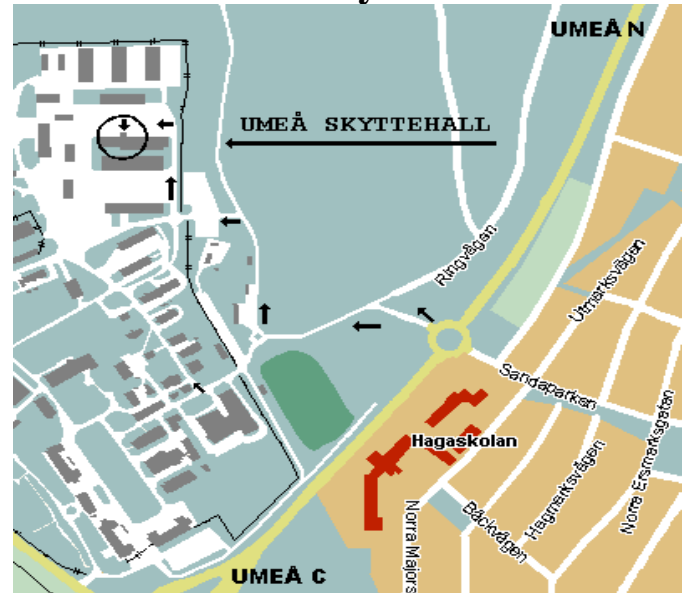 UMEÅ N
UMEÅ SKYTTEHALL
Ringvägen
Utmarksvägen
Sandaparken
Hagaskolan
Norra Ersmarksgatan
Hagmarksvägen
Bäckvägen
Norra Majors
UMEÅ C